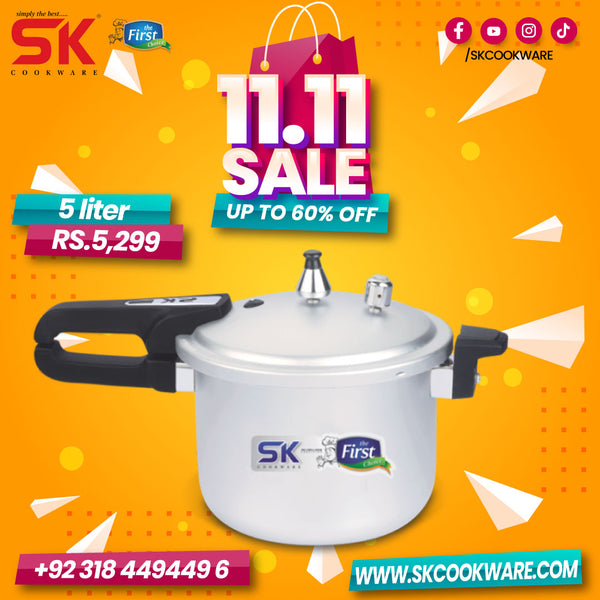 simply the best.....
SK®
COOKWARE
the
First
Choice
/SKCOOKWARE
11.11
SALE
UP TO 60% OFF
5 liter
RS.5,299
SK
SK
COOKWARE
the
First
Choice
+92 318 449449 6
WWW.SKCOOKWARE.COM